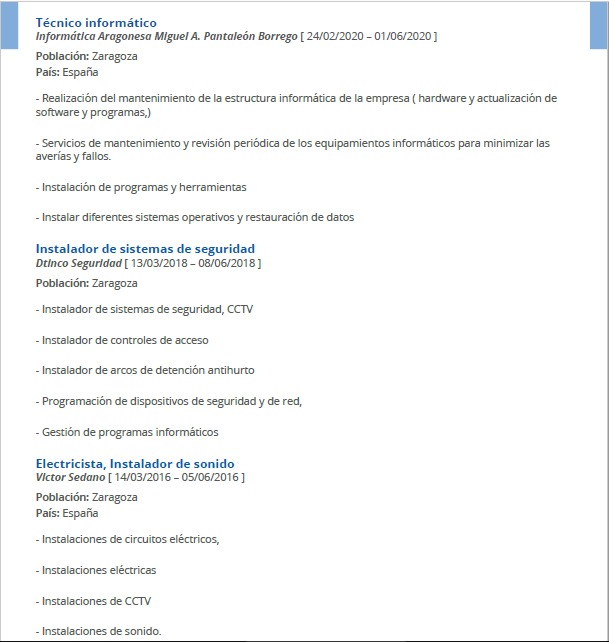 Técnico informático
Informática Aragonesa Miguel A. Pantaleón Borrego [ 24/02/2020 – 01/06/2020 ]
Población: Zaragoza
País: España
- Realización del mantenimiento de la estructura informática de la empresa ( hardware y actualización de
software y programas,)
- Servicios de mantenimiento y revisión periódica de los equipamientos informáticos para minimizar las
averías y fallos.
- Instalación de programas y herramientas
- Instalar diferentes sistemas operativos y restauración de datos
Instalador de sistemas de seguridad
Dtinco Seguridad [ 13/03/2018 – 08/06/2018 ]
Población: Zaragoza
- Instalador de sistemas de seguridad, CCTV
- Instalador de controles de acceso
- Instalador de arcos de detención antihurto
- Programación de dispositivos de seguridad y de red,
- Gestión de programas informáticos
Electricista, Instalador de sonido
Victor Sedano [ 14/03/2016 – 05/06/2016 ]
Población: Zaragoza
País: España
- Instalaciones de circuitos eléctricos,
- Instalaciones eléctricas
- Instalaciones de CCTV
- Instalaciones de sonido.